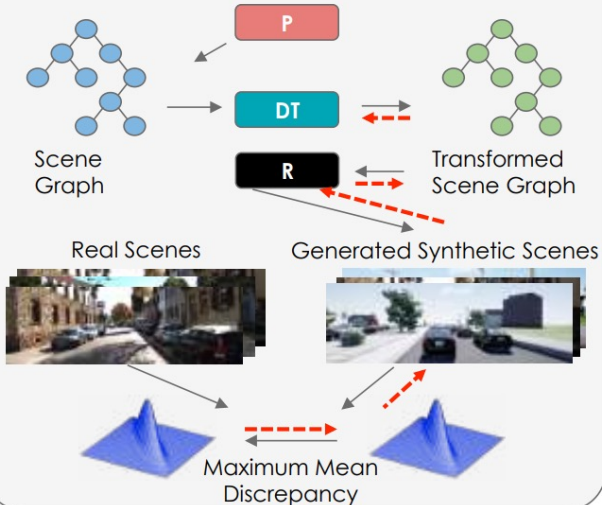 P
DT
R
Scene
Graph
Transformed
Scene Graph
Real Scenes
Generated Synthetic Scenes
Maximum Mean
Discrepancy